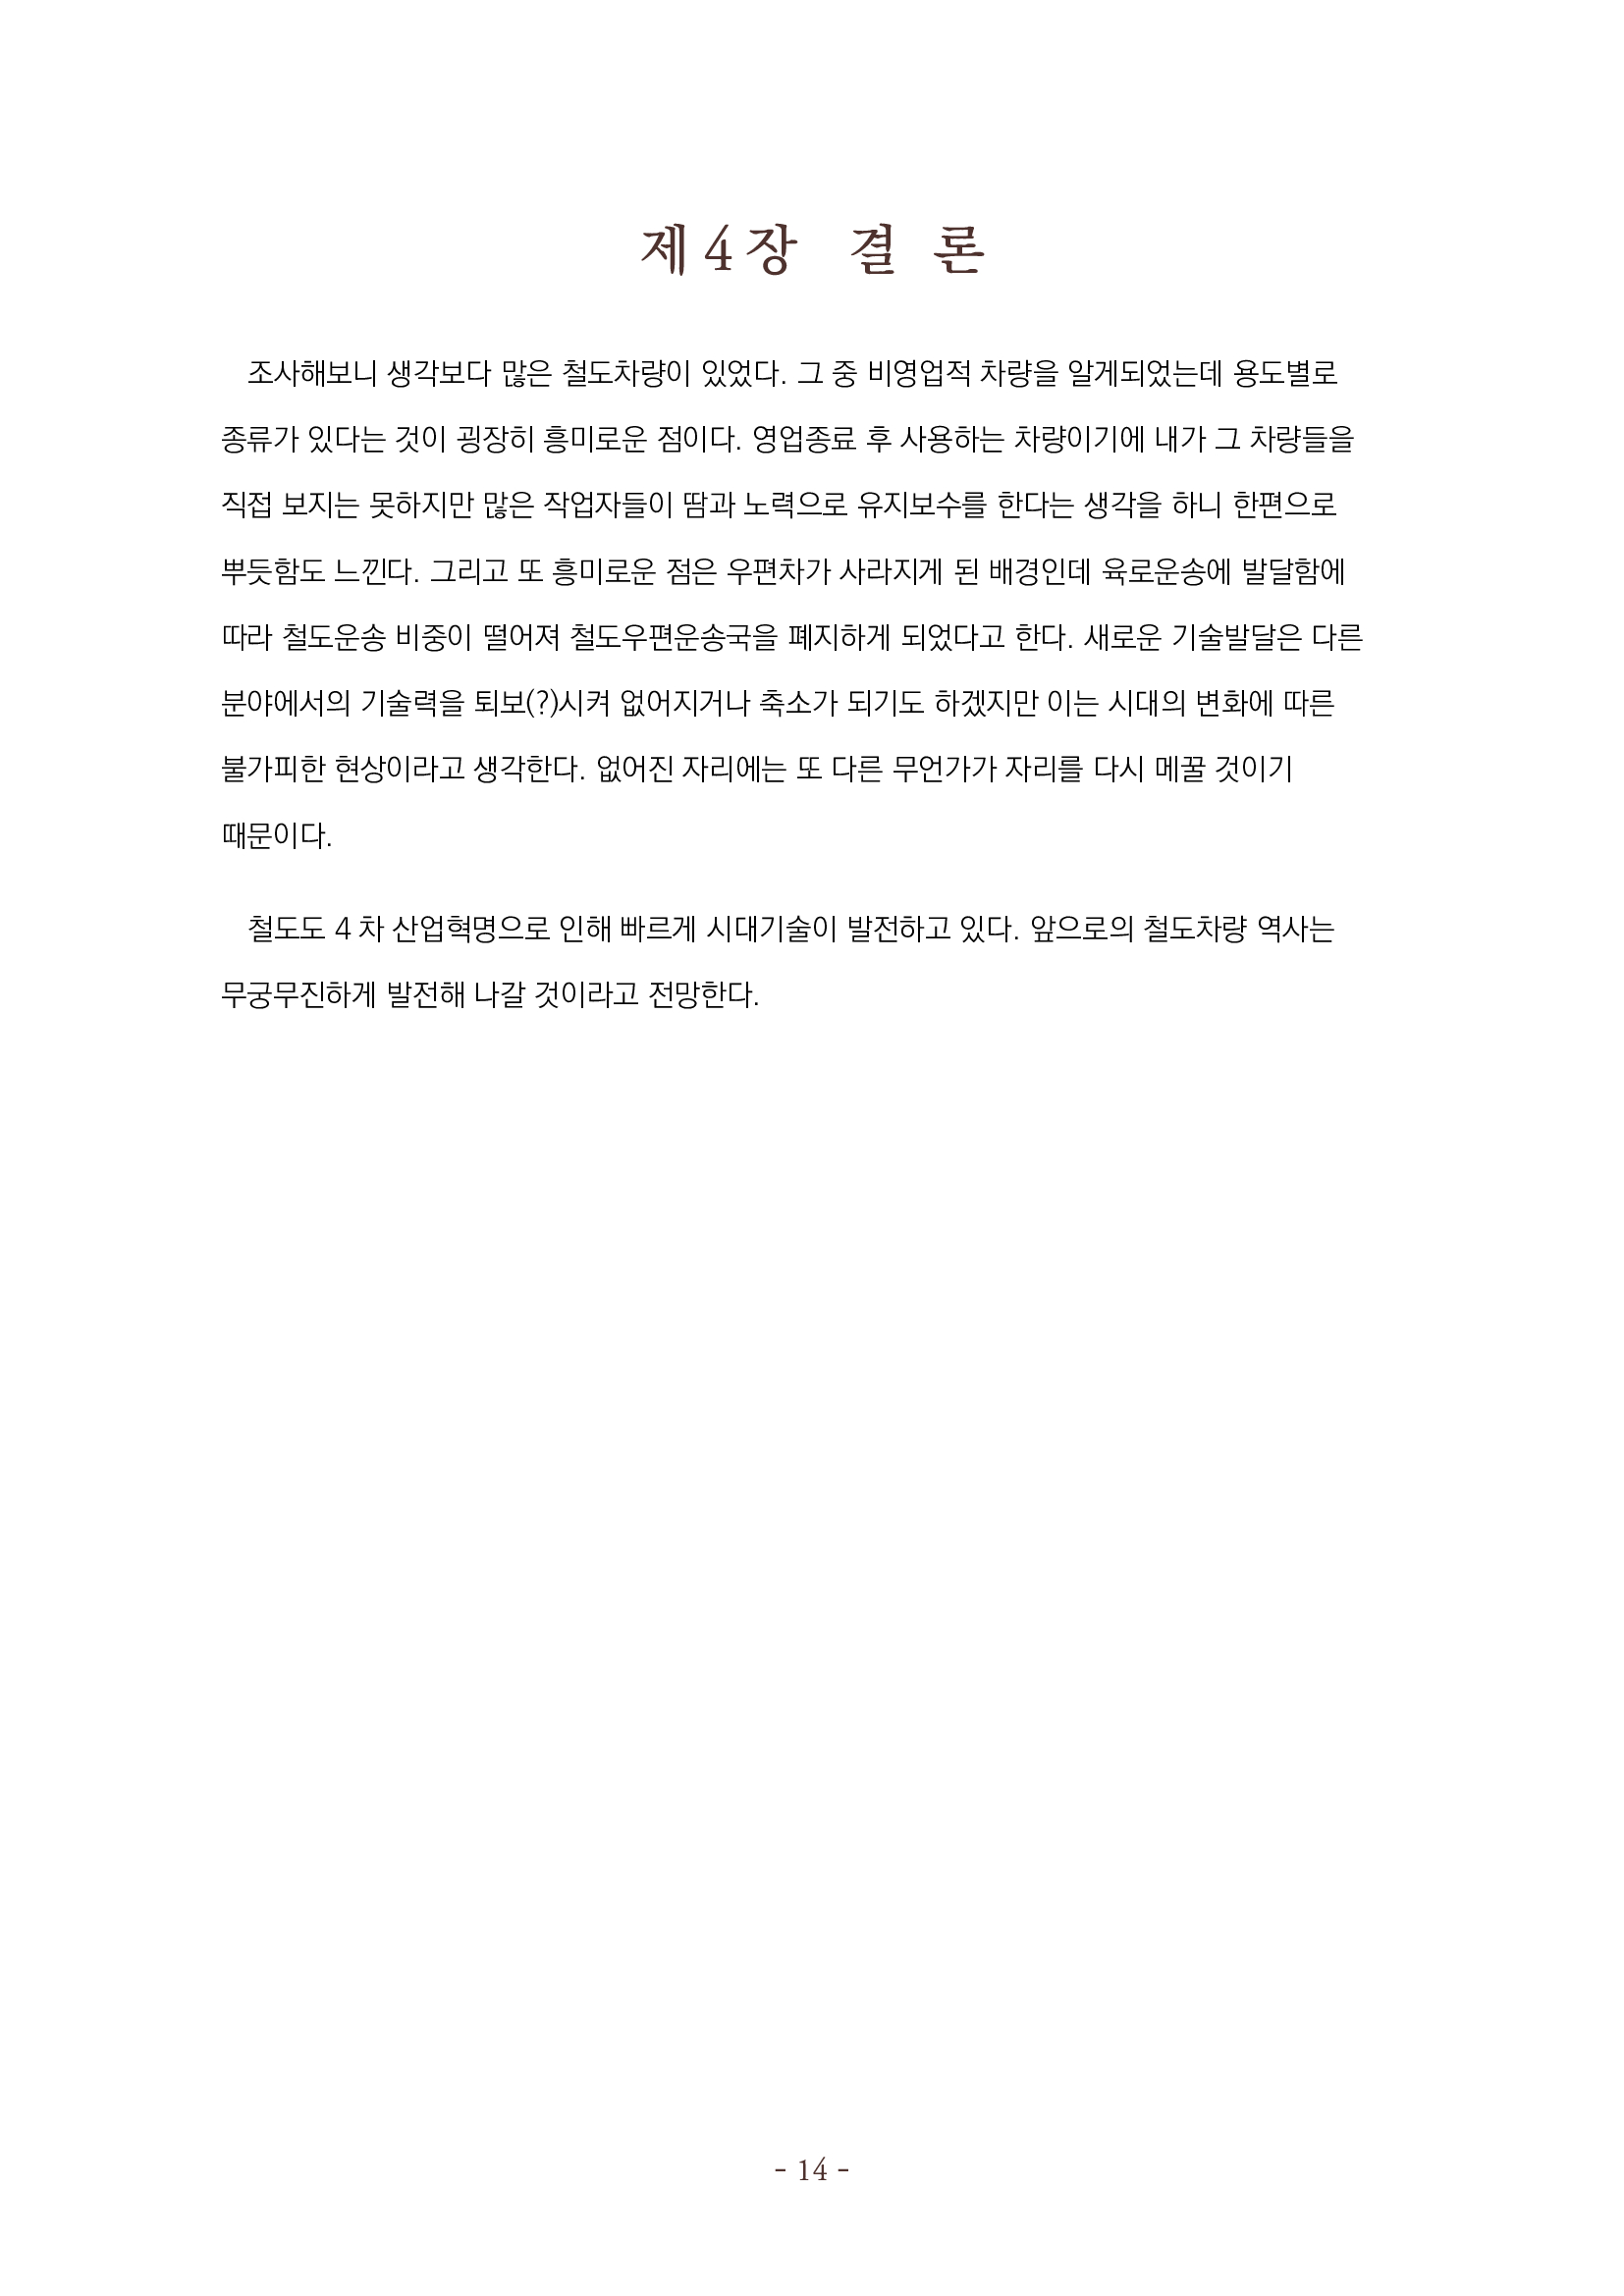 제4장 결 론
조사해보니 생각보다 많은 철도차량이 있었다. 그 중 비영업적 차량을 알게되었는데 용도별로
종류가 있다는 것이 굉장히 흥미로운 점이다. 영업종료 후 사용하는 차량이기에 내가 그 차량들을
직접 보지는 못하지만 많은 작업자들이 땀과 노력으로 유지보수를 한다는 생각을 하니 한편으로
뿌듯함도 느낀다. 그리고 또 흥미로운 점은 우편차가 사라지게 된 배경인데 육로운송에 발달함에
따라 철도운송 비중이 떨어져 철도우편운송국을 폐지하게 되었다고 한다. 새로운 기술발달은 다른
분야에서의 기술력을 퇴보(?)시켜 없어지거나 축소가 되기도 하겠지만 이는 시대의 변화에 따른
불가피한 현상이라고 생각한다. 없어진 자리에는 또 다른 무언가가 자리를 다시 메꿀 것이기
때문이다.
철도도 4 차 산업혁명으로 인해 빠르게 시대기술이 발전하고 있다. 앞으로의 철도차량 역사는
무궁무진하게 발전해 나갈 것이라고 전망한다.
- 14 -